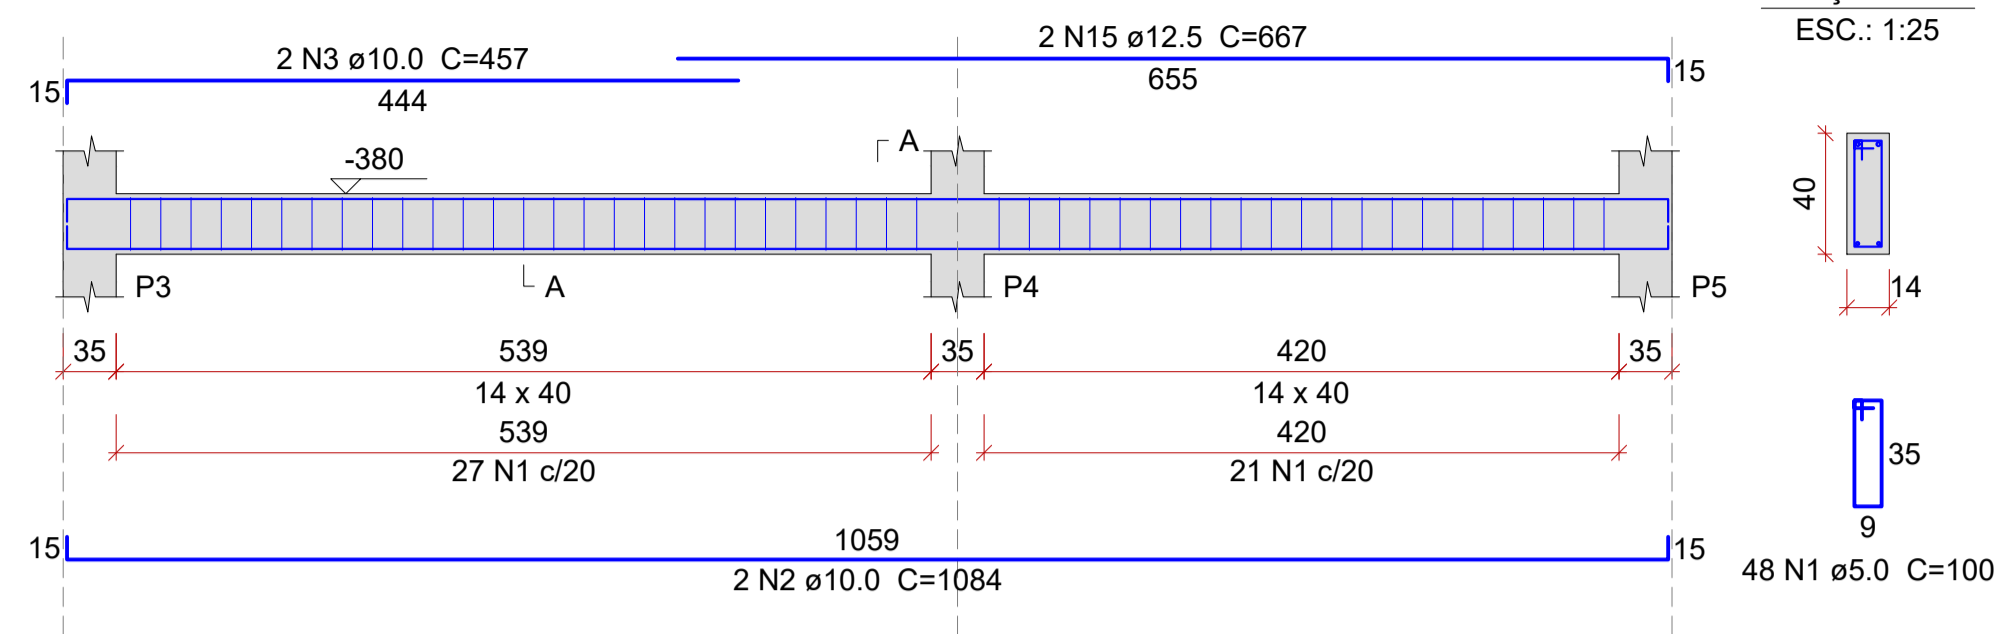 2 N3 ø10.0 C=457
444
15
2 N15 ø12.5 C=667
655
15
ESC.: 1:25
A
-380
A
P3
P4
P5
40
14
35
539
35
420
35
14 x 40
14 x 40
539
420
27 N1 c/20
21 N1 c/20
35
9
48 N1 ø5.0 C=100
15
1059
15
2 N2 ø10.0 C=1084